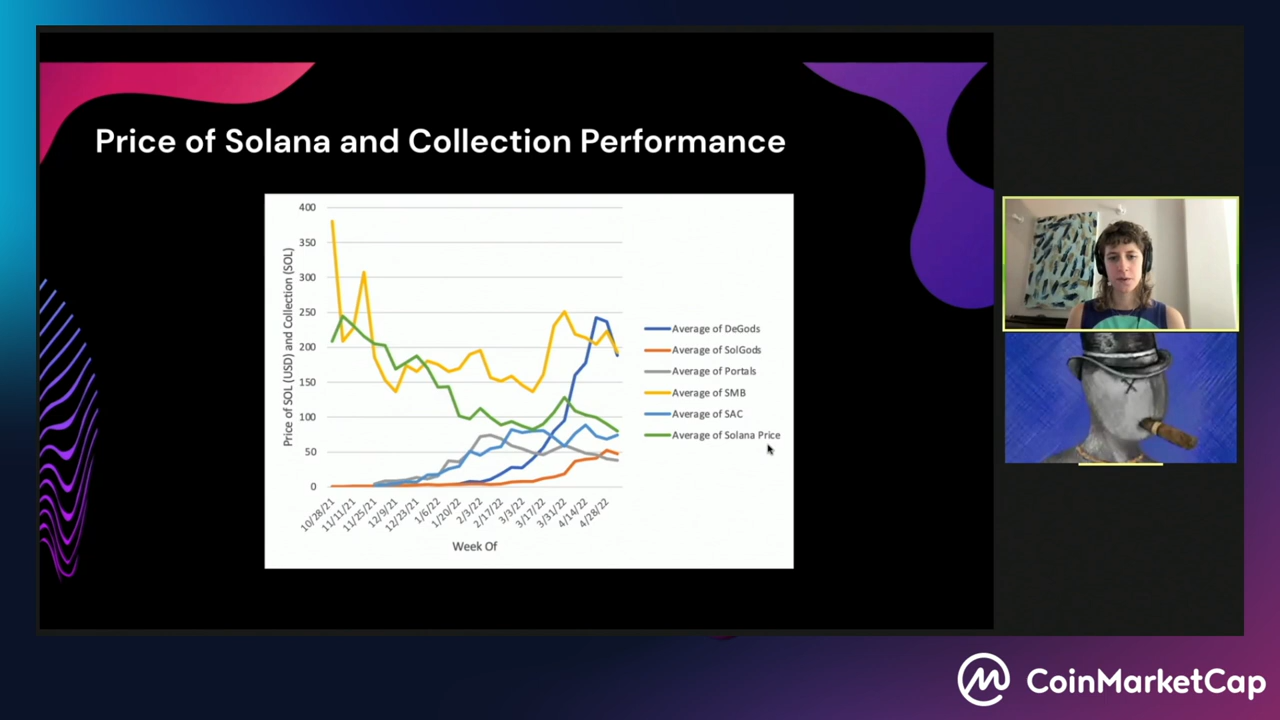 Price of Solana and Collection Performance
400
350
300
250
200
150
100
50
0
Price of SOL (USD) and Collection (SOL)
10/28/21
11/11/21
11/25/21
12/9/21
12/23/21
1/6/22
1/20/22
2/3/22
2/17/22
3/3/22
3/17/22
3/31/22
4/14/22
4/28/22
Week Of
Average of DeGods
Average of SolGods
Average of Portals
Average of SMB
Average of SAC
Average of Solana Price
CoinMarketCap